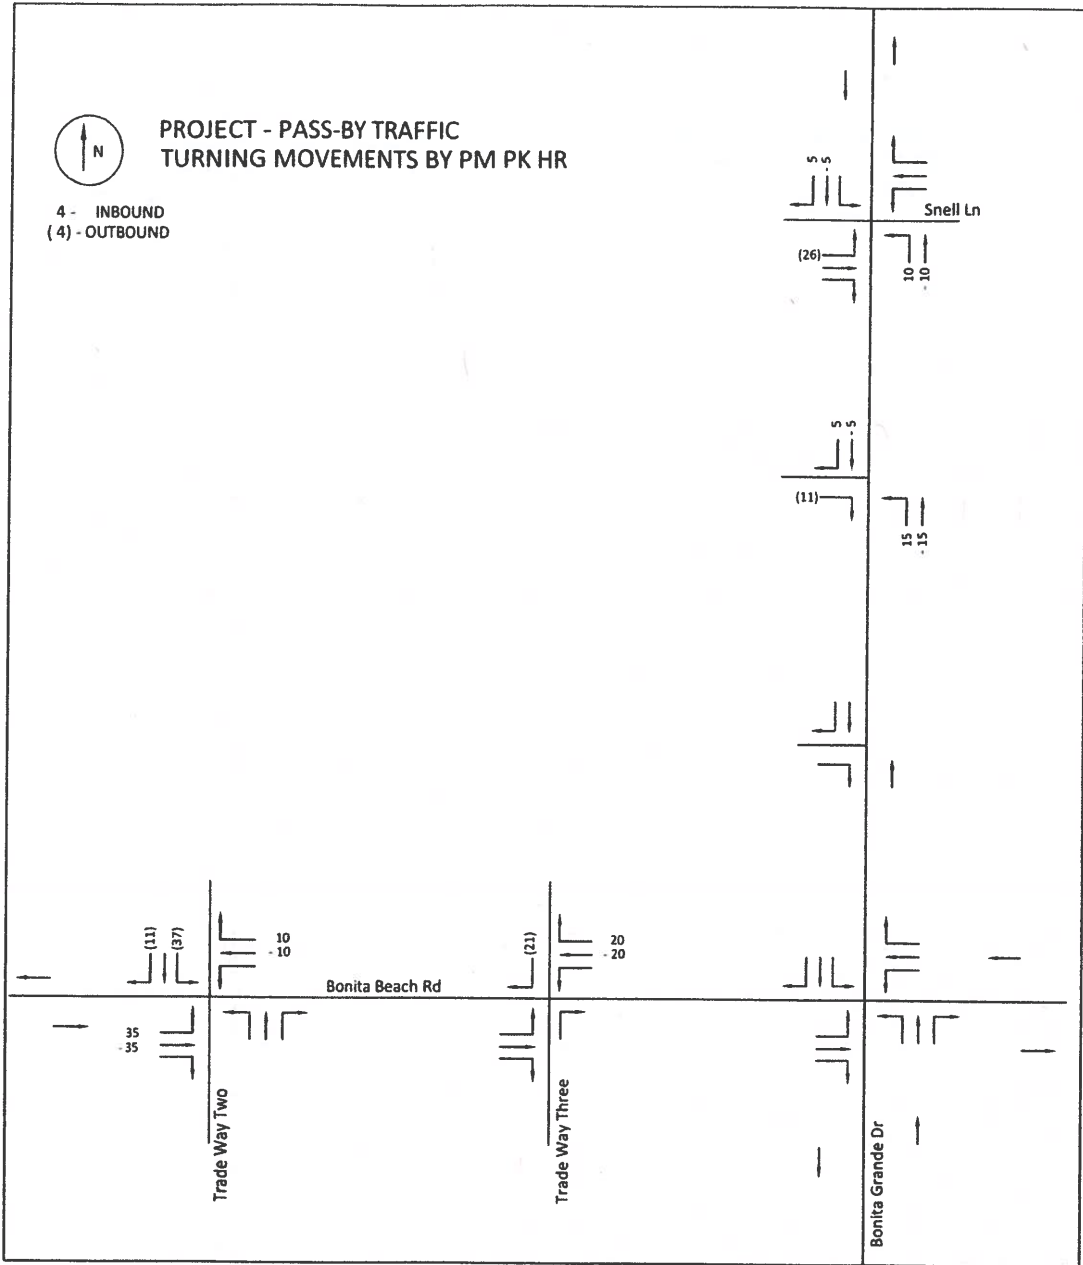 PROJECT - PASS-BY TRAFFIC
TURNING MOVEMENTS BY PM PK HR
N
4 - INBOUND
( 4) - OUTBOUND
5
- 5
Snell Ln
(26)
10
- 10
5
- 5
(11)
15
- 15
(11)
(37)
10
- 10
(21)
20
- 20
Bonita Beach Rd
35
- 35
Trade Way Two
Trade Way Three
Bonita Grande Dr